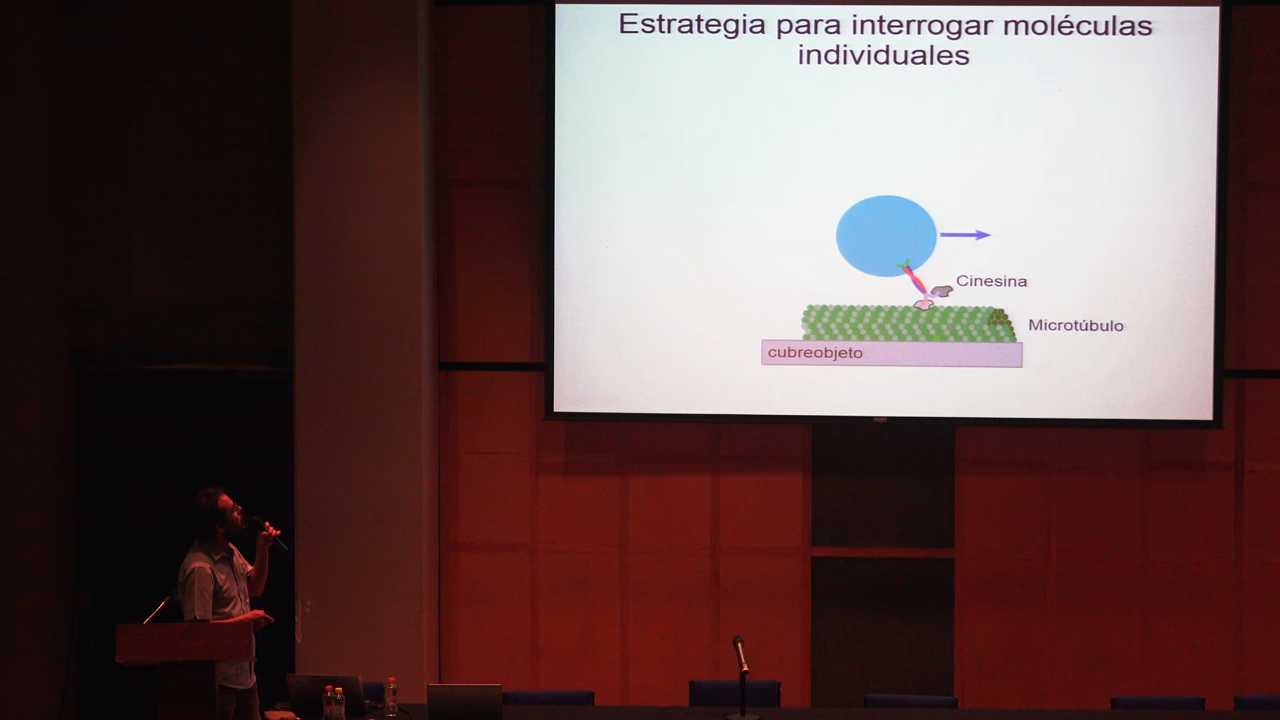 Estrategia para interrogar moléculas
individuales
Cinesina
Microtúbulo
cubreobjeto